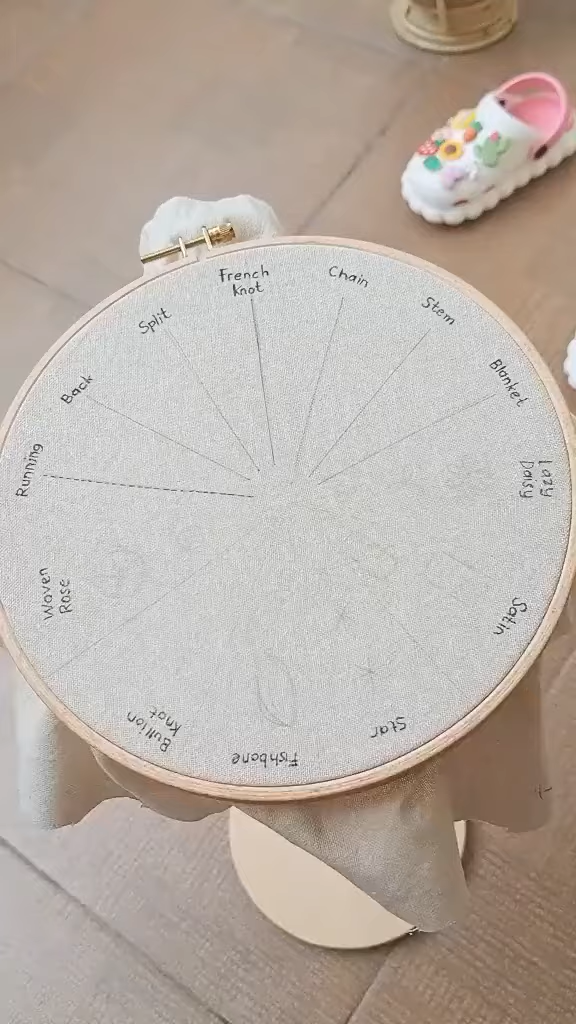 French
knot
Chain
Stem
Blanket
Lazy
Daisy
Satin
Star
Fishbone
Bullion
knot
Woven
Rose
Running
Back
Split